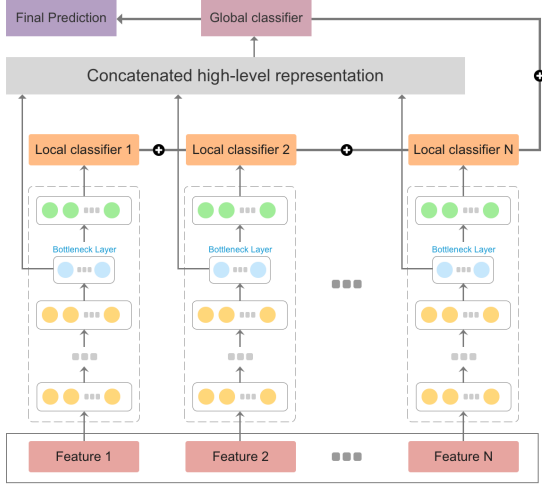 Final Prediction
Global classifier
Concatenated high-level representation
Local classifier 1
Local classifier 2
Local classifier N
Bottleneck Layer
Bottleneck Layer
Bottleneck Layer
Feature 1
Feature 2
Feature N